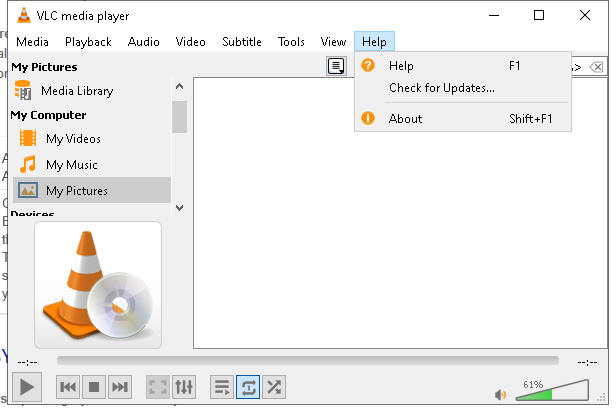 VLC media player
Media Playback Audio Video Subtitle Tools View Help
My Pictures
Media Library
My Computer
My Videos
My Music
My Pictures
Devices
Help F1
Check for Updates...
About Shift+F1
--:-- --:--
61%